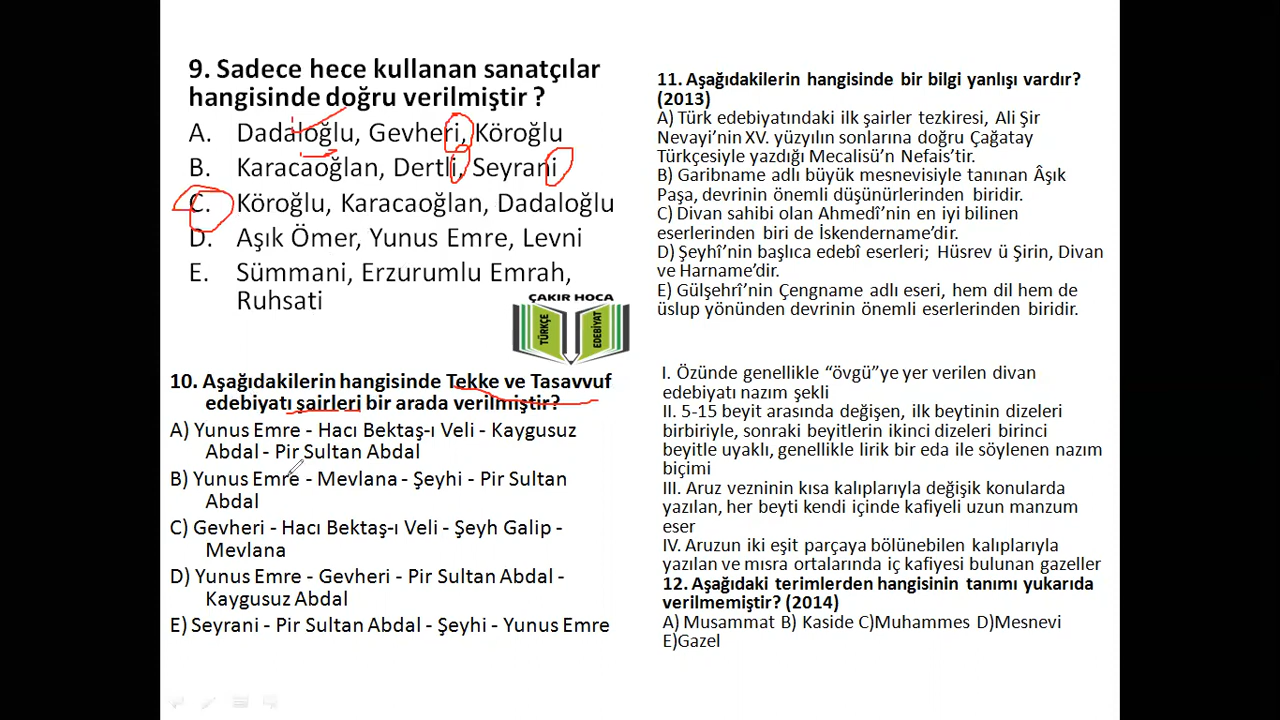 9. Sadece hece kullanan sanatçılar
hangisinde doğru verilmiştir ?
A. Dadaloğlu, Gevheri, Köroğlu
B. Karacaoğlan, Dertli, Seyrani
C. Köroğlu, Karacaoğlan, Dadaloğlu
D. Aşık Ömer, Yunus Emre, Levni
E. Sümmani, Erzurumlu Emrah,
Ruhsati
ÇAKIR HOCA
TÜRKÇE
EDEBİYAT
10. Aşağıdakilerin hangisinde Tekke ve Tasavvuf
edebiyatı şairleri bir arada verilmiştir?
A) Yunus Emre - Hacı Bektaş-ı Veli - Kaygusuz
Abdal - Pir Sultan Abdal
B) Yunus Emre - Mevlana - Şeyhi - Pir Sultan
Abdal
C) Gevheri - Hacı Bektaş-ı Veli - Şeyh Galip -
Mevlana
D) Yunus Emre - Gevheri - Pir Sultan Abdal -
Kaygusuz Abdal
E) Seyrani - Pir Sultan Abdal - Şeyhi - Yunus Emre
11. Aşağıdakilerin hangisinde bir bilgi yanlışı vardır?
(2013)
A) Türk edebiyatındaki ilk şairler tezkiresi, Ali Şir
Nevayi’nin XV. yüzyılın sonlarına doğru Çağatay
Türkçesiyle yazdığı Mecalisü’n Nefais’tir.
B) Garibname adlı büyük mesnevisiyle tanınan Âşık
Paşa, devrinin önemli düşünürlerinden biridir.
C) Divan sahibi olan Ahmedî’nin en iyi bilinen
eserlerinden biri de İskendername’dir.
D) Şeyhî’nin başlıca edebî eserleri; Hüsrev ü Şirin, Divan
ve Harname’dir.
E) Gülşehrî’nin Çengname adlı eseri, hem dil hem de
üslup yönünden devrinin önemli eserlerinden biridir.
I. Özünde genellikle “övgü”ye yer verilen divan
edebiyatı nazım şekli
II. 5-15 beyit arasında değişen, ilk beytinin dizeleri
birbiriyle, sonraki beyitlerin ikinci dizeleri birinci
beyitle uyaklı, genellikle lirik bir eda ile söylenen nazım
biçimi
III. Aruz vezninin kısa kalıplarıyla değişik konularda
yazılan, her beyti kendi içinde kafiyeli uzun manzum
eser
IV. Aruzun iki eşit parçaya bölünebilen kalıplarıyla
yazılan ve mısra ortalarında iç kafiyesi bulunan gazeller
12. Aşağıdaki terimlerden hangisinin tanımı yukarıda
verilmemiştir? (2014)
A) Musammat B) Kaside C)Muhammes D)Mesnevi
E)Gazel